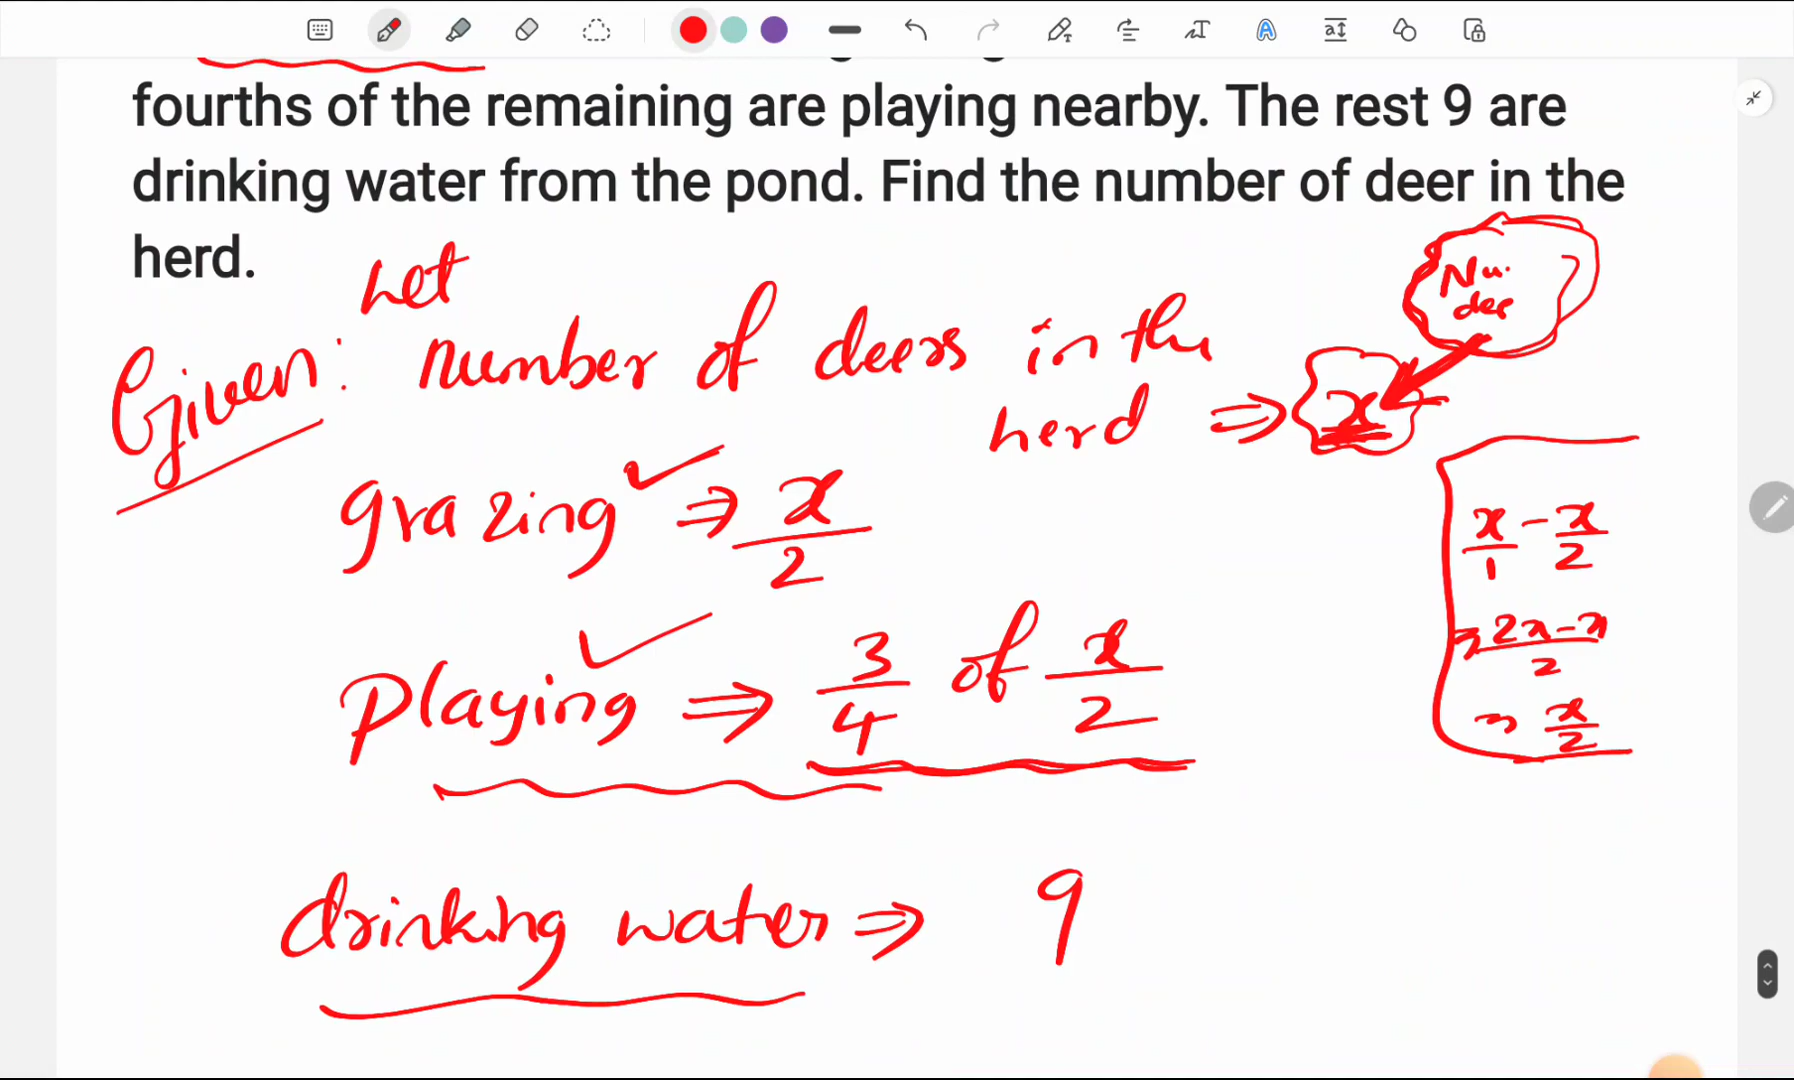 fourths of the remaining are playing nearby. The rest 9 are
drinking water from the pond. Find the number of deer in the
herd.
Let
Nu.
dee
Given: number of deers in the
herd ⇒ x
grazing ✓ ⇒ x/2
x/1 - x/2
= 2x-x/2
= x/2
Playing ✓ ⇒ 3/4 of x/2
drinking water ⇒ 9